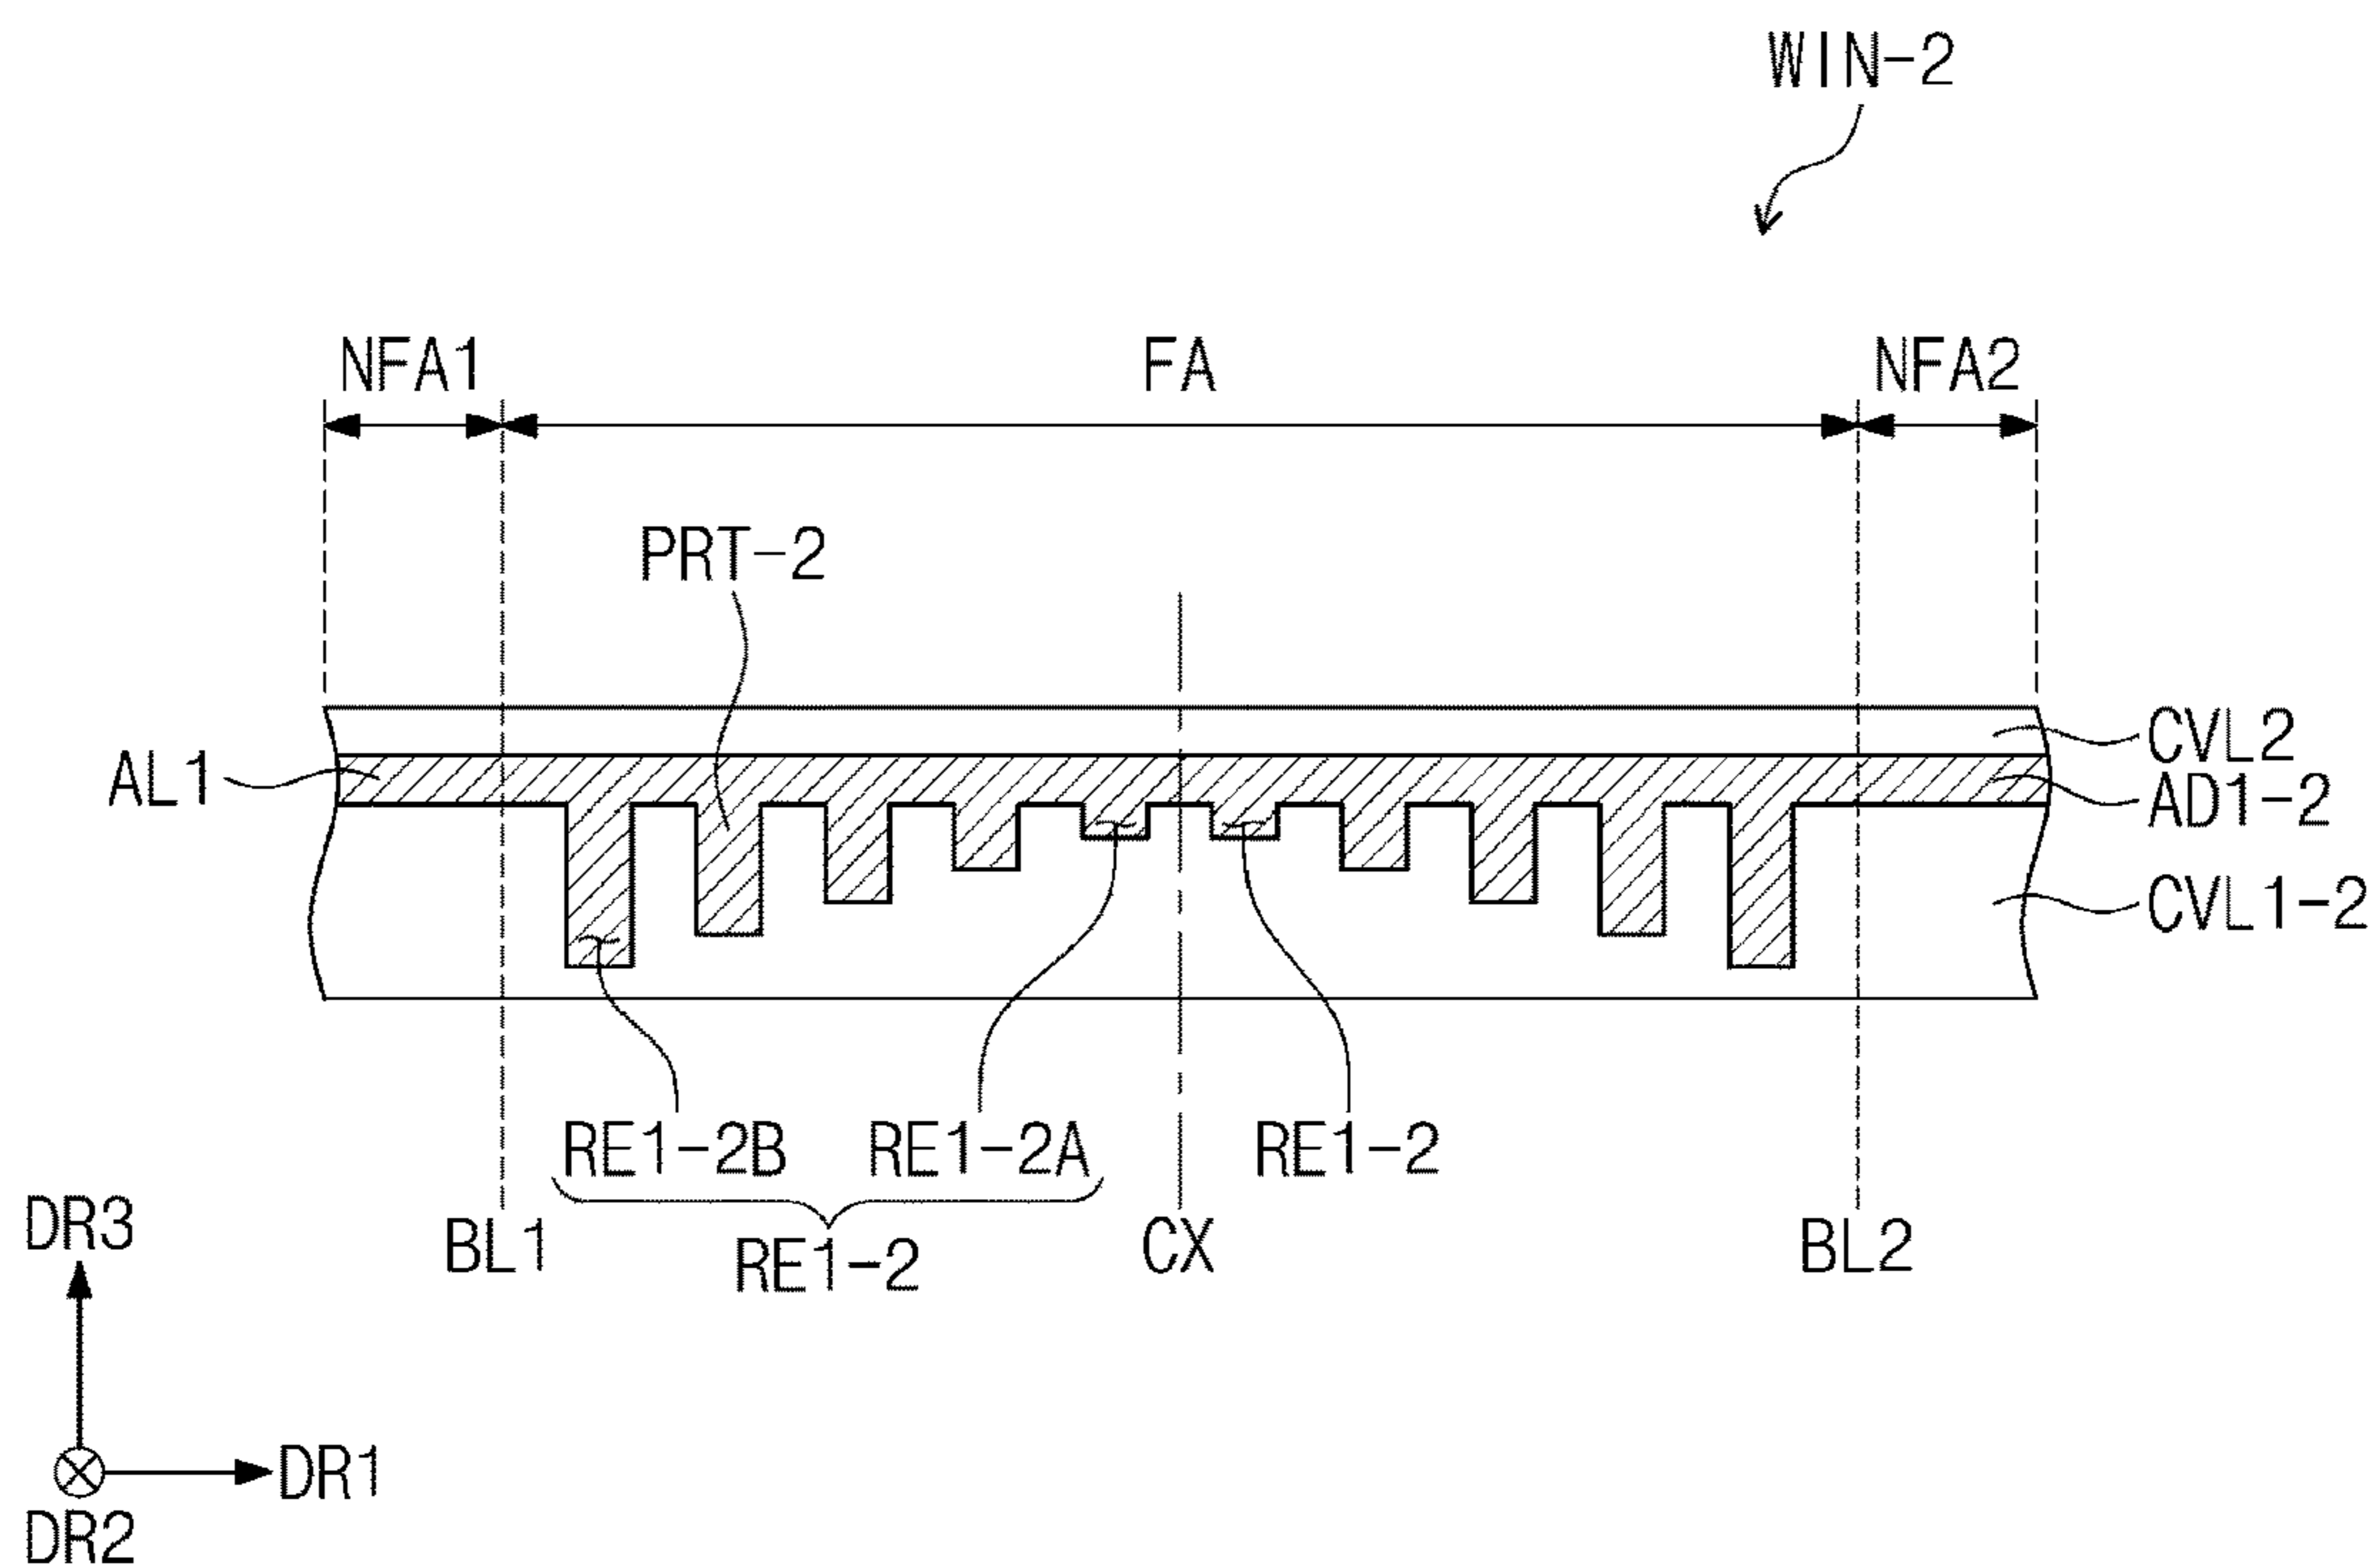 WIN-2
NFA1 FA NFA2
PRT-2
CVL2
AL1
AD1-2
CVL1-2
RE1-2B RE1-2A RE1-2
BL1 RE1-2 CX BL2
DR3
DR1
DR2